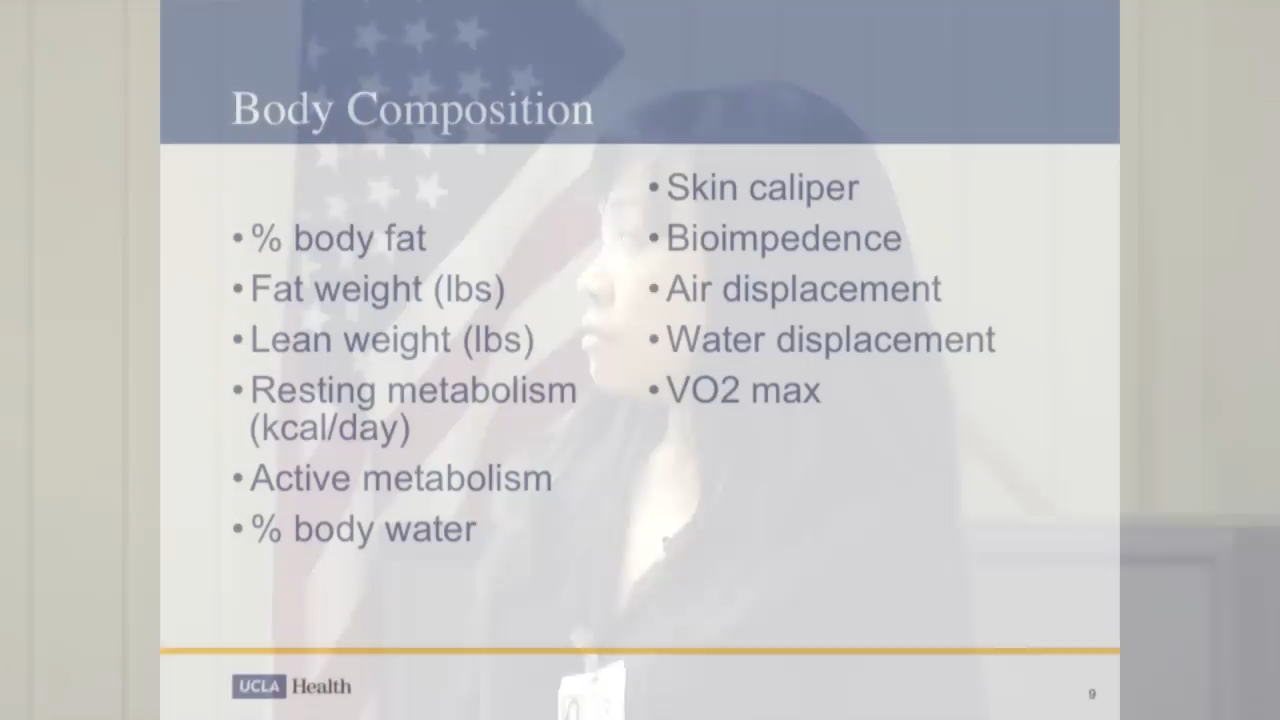 Body Composition
• % body fat
• Fat weight (lbs)
• Lean weight (lbs)
• Resting metabolism
(kcal/day)
• Active metabolism
• % body water
• Skin caliper
• Bioimpedence
• Air displacement
• Water displacement
• VO2 max
UCLA Health
9